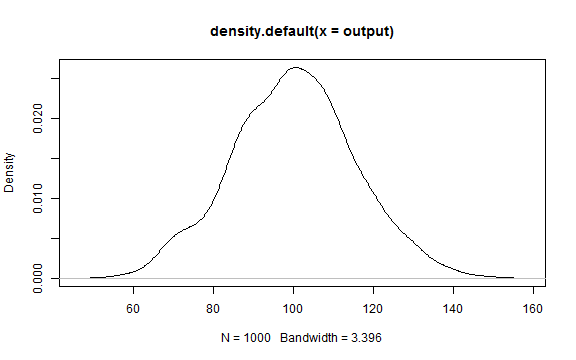 density.default(x = output)
Density
0.020
0.010
0.000
60 80 100 120 140 160
N = 1000 Bandwidth = 3.396